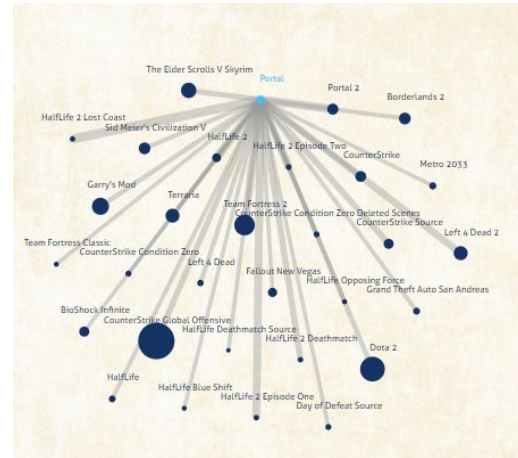 The Elder Scrolls V Skyrim
Portal
Portal 2
Borderlands 2
HalfLife 2 Lost Coast
Sid Meier's Civilization V
HalfLife 2
HalfLife 2 Episode Two
CounterStrike
Metro 2033
Garry's Mod
Terraria
Team Fortress 2
CounterStrike Condition Zero Deleted Scenes
CounterStrike Source
Left 4 Dead 2
Team Fortress Classic
CounterStrike Condition Zero
Left 4 Dead
Fallout New Vegas
HalfLife Opposing Force
Grand Theft Auto San Andreas
BioShock Infinite
CounterStrike Global Offensive
HalfLife Deathmatch Source
HalfLife 2 Deathmatch
Dota 2
HalfLife
HalfLife Blue Shift
HalfLife 2 Episode One
Day of Defeat Source